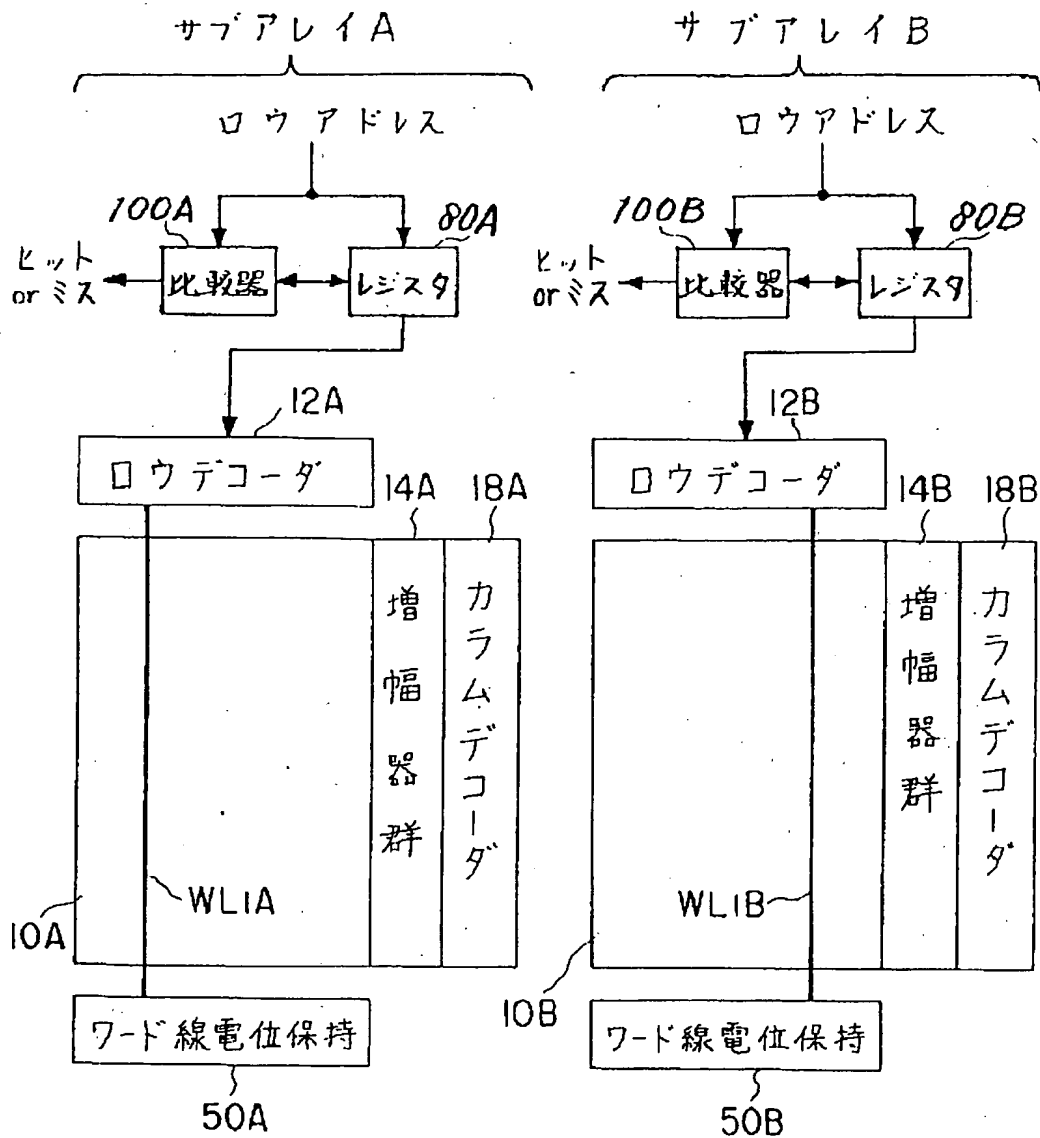 サブアレイA
ロウアドレス
100A
80A
ヒット
orミス
比較器
レジスタ
12A
ロウデコーダ
14A
18A
増幅器群
カラムデコーダ
WL1A
10A
ワード線電位保持
50A
サブアレイB
ロウアドレス
100B
80B
ヒット
orミス
比較器
レジスタ
12B
ロウデコーダ
14B
18B
増幅器群
カラムデコーダ
WL1B
10B
ワード線電位保持
50B